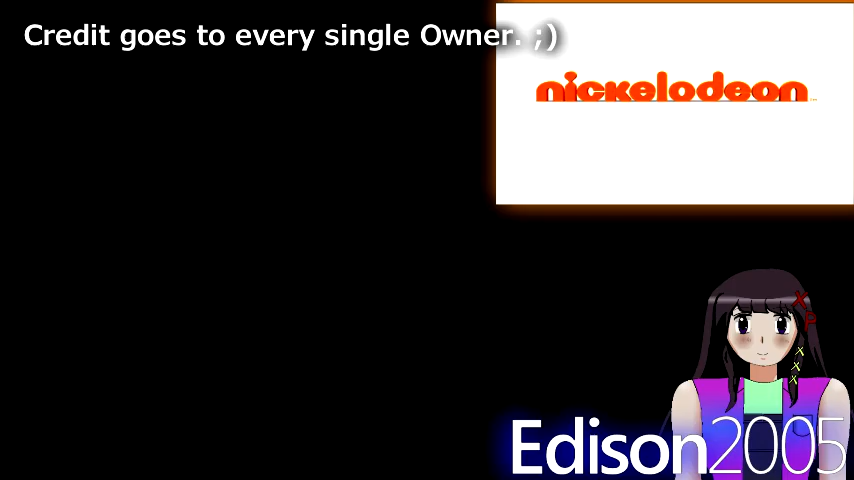 Credit goes to every single Owner. ;)
nickelodeon
X
P
X
X
X
Edison2005